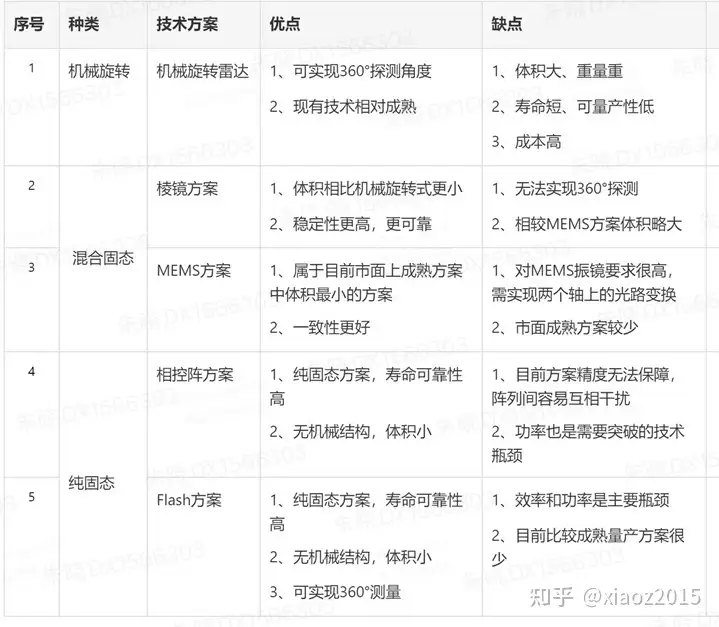 序号 种类 技术方案 优点 缺点
1 机械旋转 机械旋转雷达 1、可实现360°探测角度 1、体积大、重量重
2、现有技术相对成熟 2、寿命短、可量产性低
3、成本高
2 棱镜方案 1、体积相比机械旋转式更小 1、无法实现360°探测
2、稳定性更高，更可靠 2、相较MEMS方案体积略大
混合固态
3 MEMS方案 1、属于目前市面上成熟方案 1、对MEMS振镜要求很高，
中体积最小的方案 需实现两个轴上的光路变换
2、一致性更好 2、市面成熟方案较少
4 相控阵方案 1、纯固态方案，寿命可靠性 1、目前方案精度无法保障，
高 阵列间容易互相干扰
2、无机械结构，体积小 2、功率也是需要突破的技术
瓶颈
纯固态
5 Flash方案 1、纯固态方案，寿命可靠性 1、效率和功率是主要瓶颈
高 2、目前比较成熟量产方案很
2、无机械结构，体积小 少
3、可实现360°测量
知乎 @xiaoz2015